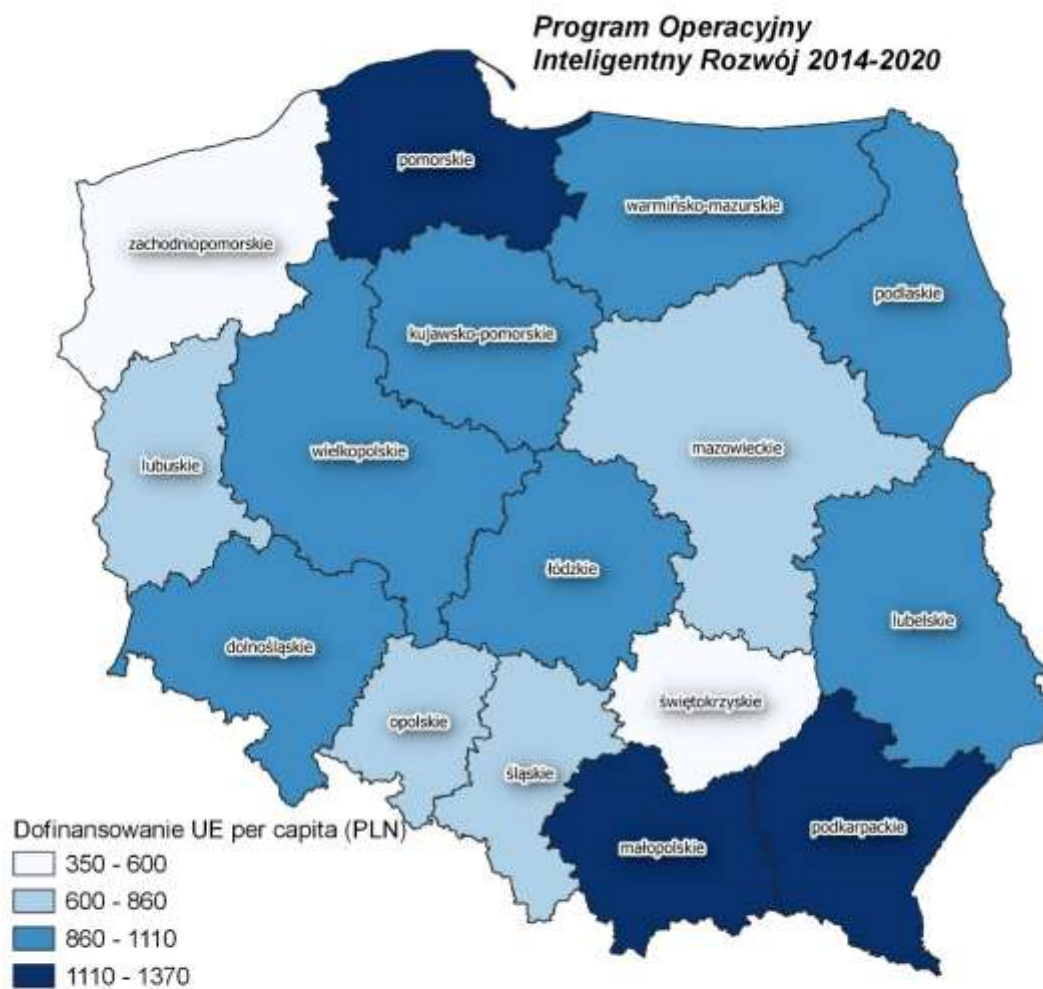 Program Operacyjny
Inteligentny Rozwój 2014-2020
pomorskie
warmińsko-mazurskie
zachodniopomorskie
podlaskie
kujawsko-pomorskie
wielkopolskie
mazowieckie
lubuskie
łódzkie
lubelskie
dolnośląskie
świętokrzyskie
opolskie
śląskie
podkarpackie
małopolskie
Dofinansowanie UE per capita (PLN)
350 - 600
600 - 860
860 - 1110
1110 - 1370